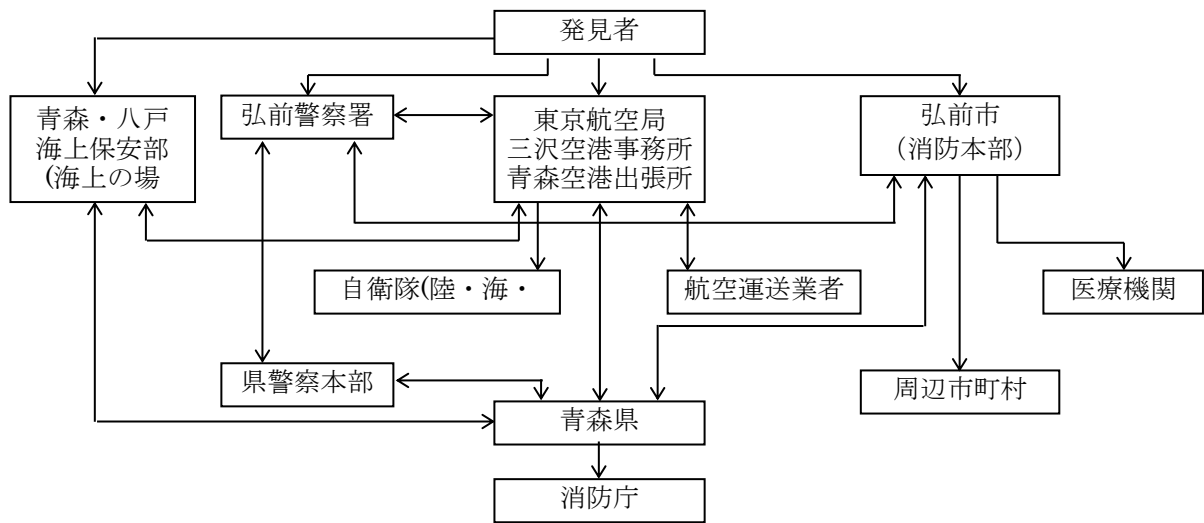 発見者
青森・八戸
海上保安部
(海上の場
弘前警察署
東京航空局
三沢空港事務所
青森空港出張所
弘前市
（消防本部）
自衛隊(陸・海・
航空運送業者
医療機関
県警察本部
周辺市町村
青森県
消防庁